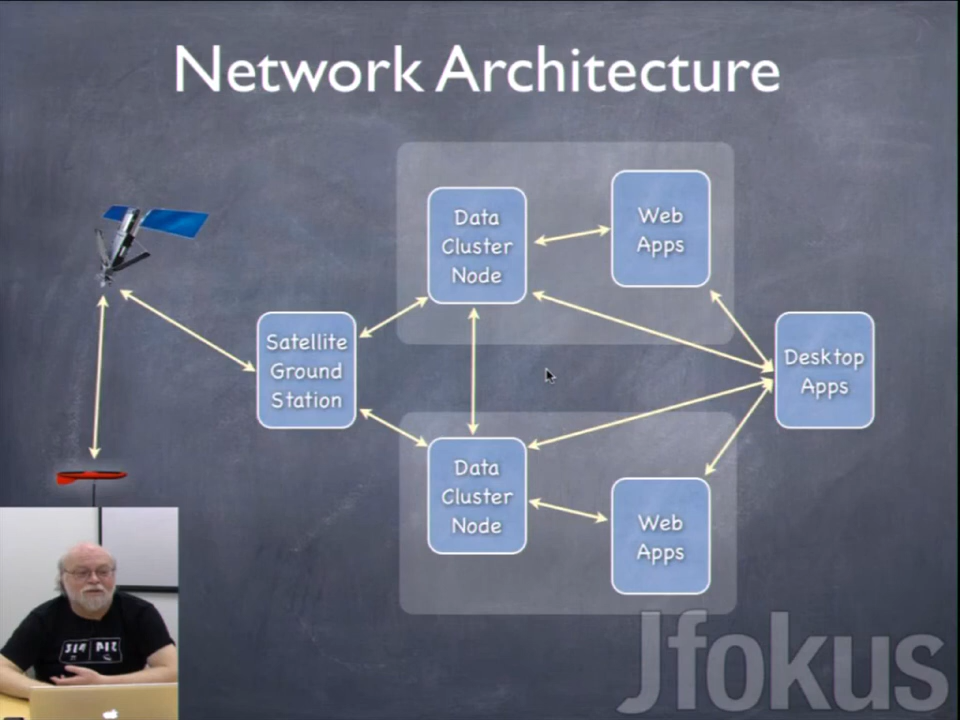 Network Architecture
Data
Cluster
Node
Web
Apps
Satellite
Ground
Station
Desktop
Apps
Data
Cluster
Node
Web
Apps
Jfokus